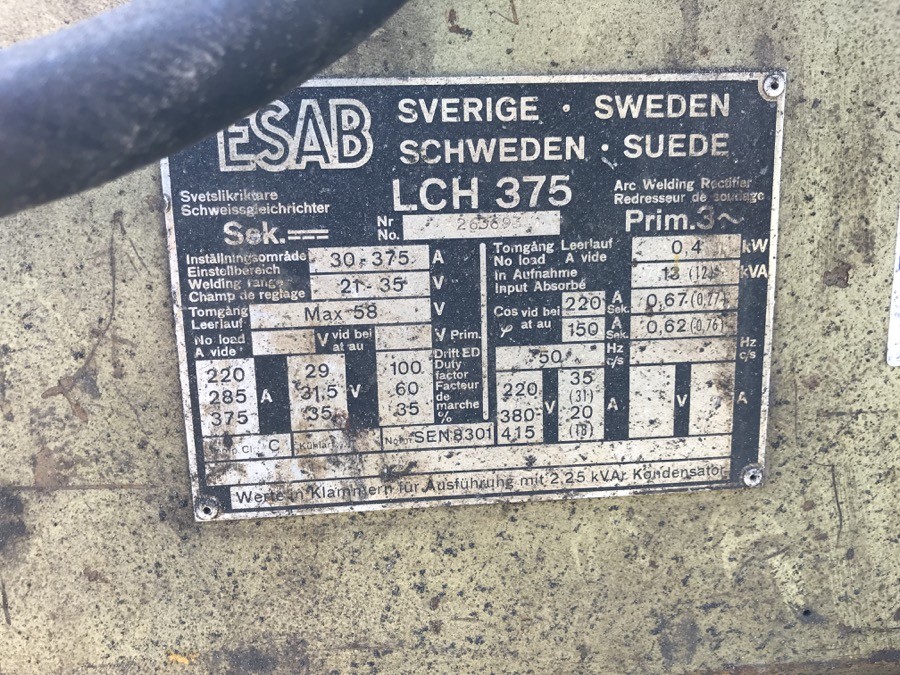 ESAB
SVERIGE · SWEDEN
SCHWEDEN · SUEDE
LCH 375
Svetslikriktare
Schweissgleichrichter
Arc Welding Rectifier
Redresseur de soudage
Sek.
Nr
No.
Prim.3~
Inställningsområde
Einstellbereich
Welding range
Champ de reglage
30-375 A
21-35 V
Tomgång
Leerlauf
No load
A vide
Max 58 V
V vid bei
at au
V Prim.
220 A 29 V 100
285 31,5 60
375 35 35
Drift ED
Duty
factor
Facteur
de
marche
%
C
Norm SEN 8301
Tomgång Leerlauf
No load A vide
0,4 kW
In Aufnahme
Input Absorbé
13 (12) kVA
Cos vid bei
φ at au
220 A Sek. 0,67(0,77)
150 A Sek. 0,62(0,76)
50 Hz c/s
Hz c/s
220 V 35 A
(31)
380- 20
415 (18)
V A
Werte in Klammern für Ausführung mit 2,25 kVAr Kondensator